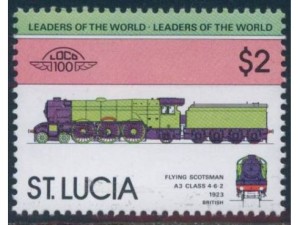 LEADERS OF THE WORLD · LEADERS OF THE WORLD
LOCO
100
$2
FLYING SCOTSMAN
A3 CLASS 4-6-2
1923
BRITISH
ST. LUCIA